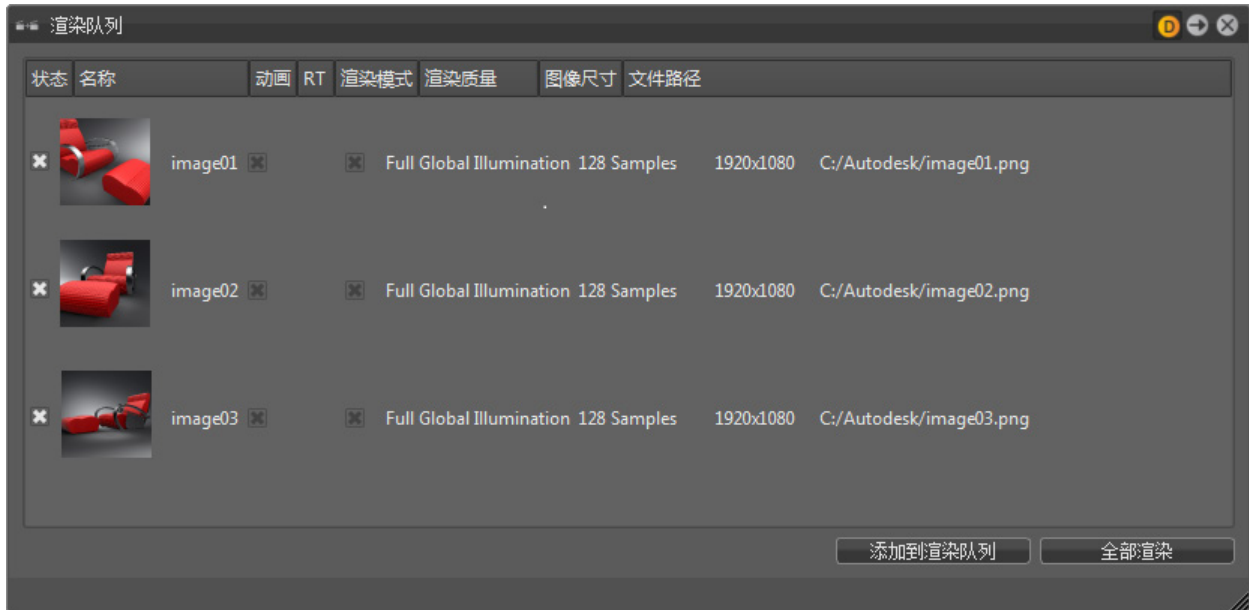 渲染队列
D
状态 名称 动画 RT 渲染模式 渲染质量 图像尺寸 文件路径
image01 Full Global Illumination 128 Samples 1920x1080 C:/Autodesk/image01.png
image02 Full Global Illumination 128 Samples 1920x1080 C:/Autodesk/image02.png
image03 Full Global Illumination 128 Samples 1920x1080 C:/Autodesk/image03.png
添加到渲染队列 全部渲染